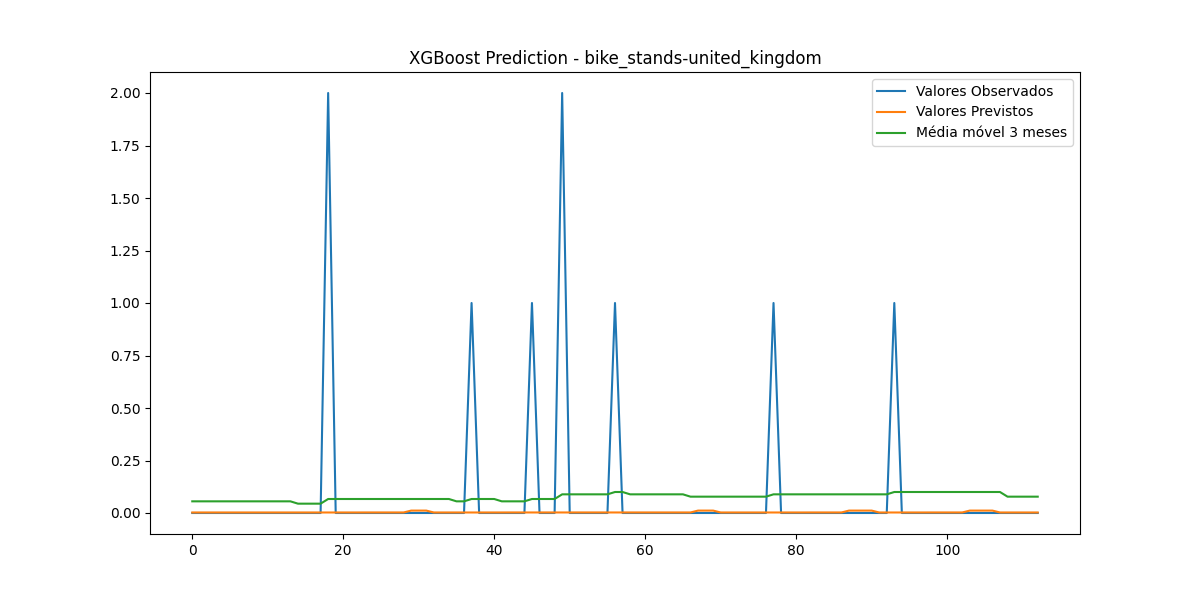 XGBoost Prediction - bike_stands-united_kingdom
Valores Observados
Valores Previstos
Média móvel 3 meses
2.00
1.75
1.50
1.25
1.00
0.75
0.50
0.25
0.00
0 20 40 60 80 100